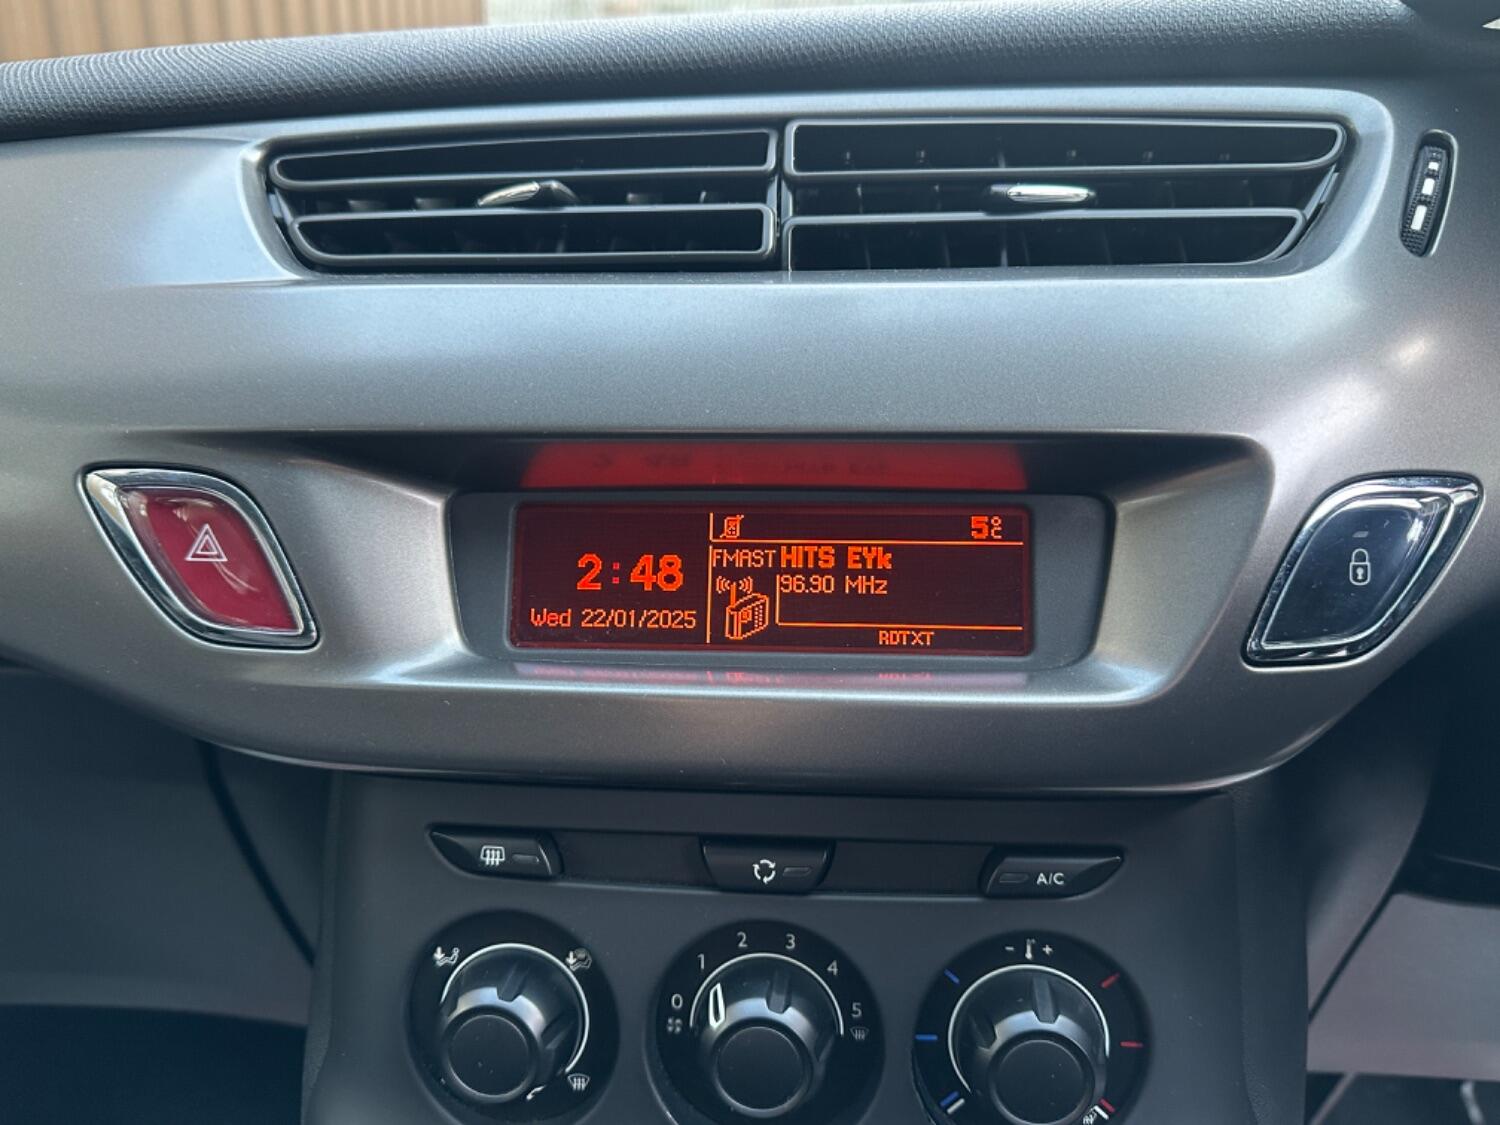 5°C
FMAST HITS EYk
2:48
96.90 MHz
Wed 22/01/2025
RDTXT
A/C
0 1 2 3 4 5
- +